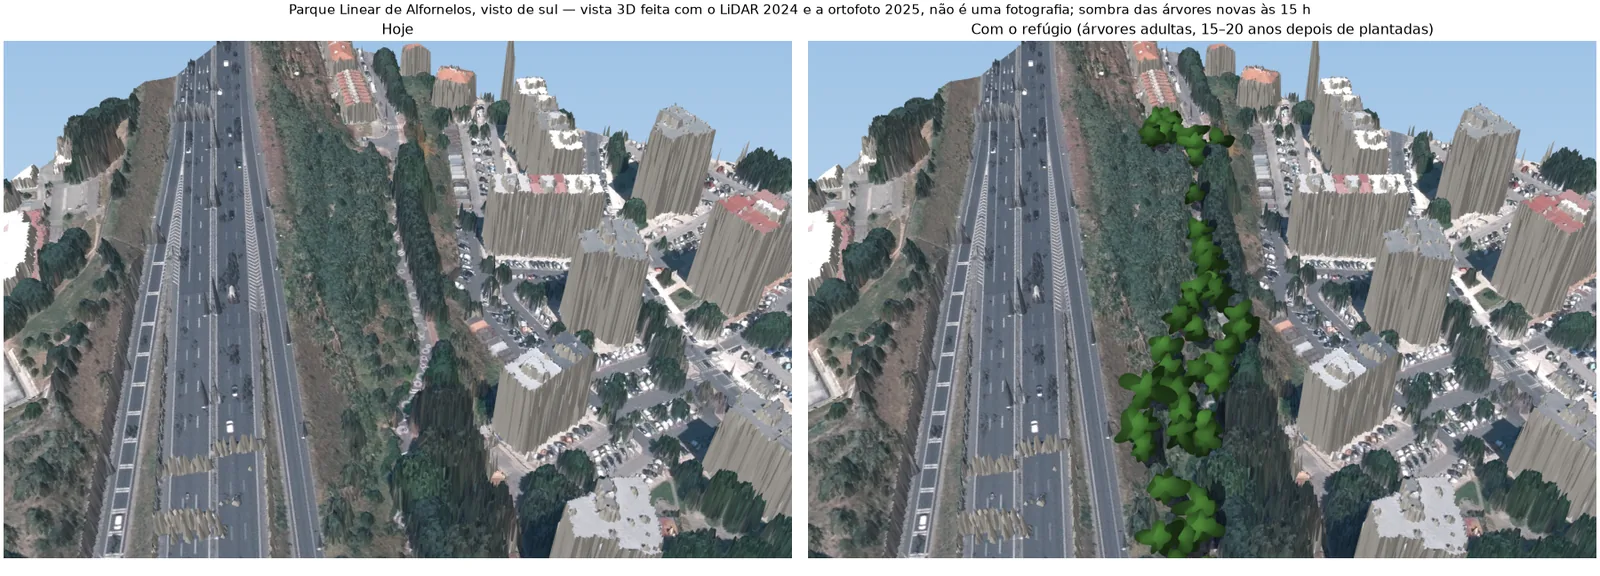 Parque Linear de Alfornelos, visto de sul — vista 3D feita com o LiDAR 2024 e a ortofoto 2025, não é uma fotografia; sombra das árvores novas às 15 h
Hoje
Com o refúgio (árvores adultas, 15–20 anos depois de plantadas)